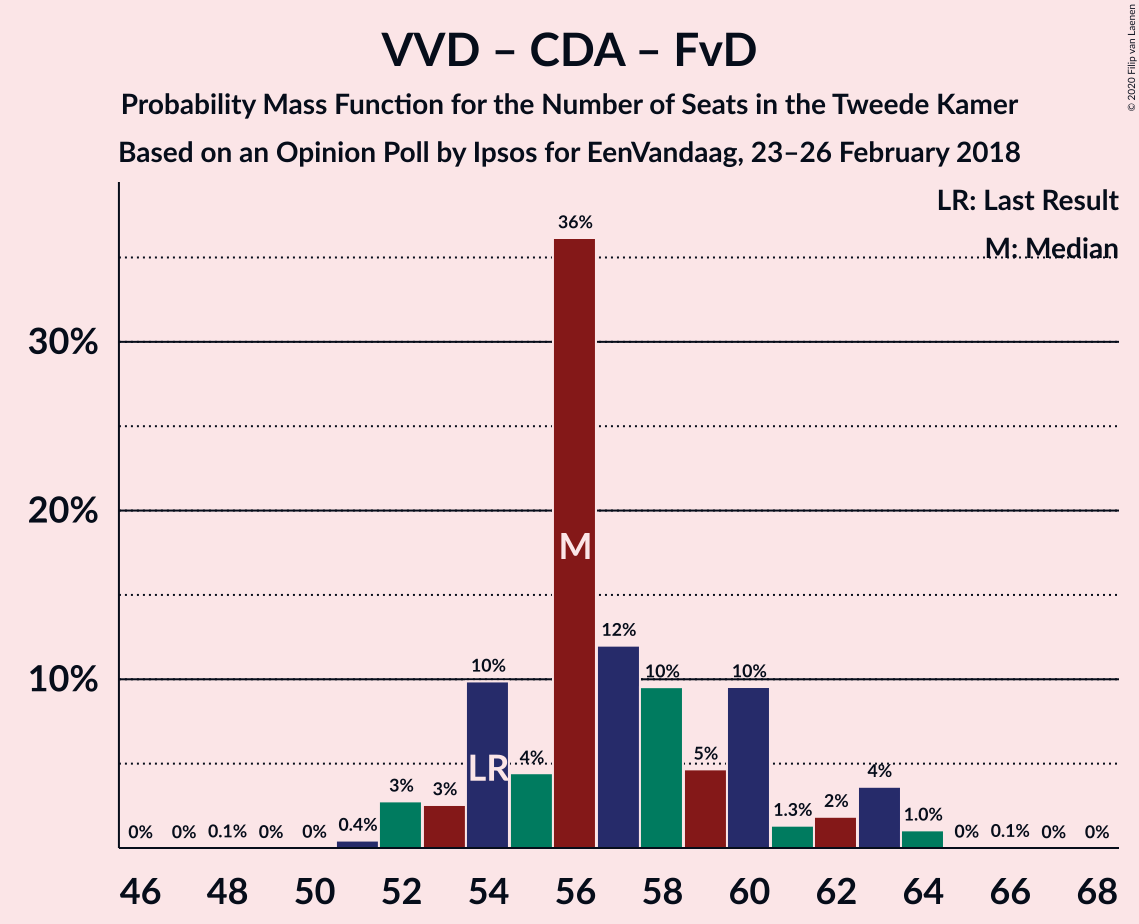 VVD – CDA – FvD
Probability Mass Function for the Number of Seats in the Tweede Kamer
Based on an Opinion Poll by Ipsos for EenVandaag, 23–26 February 2018
© 2020 Filip van Laenen
LR: Last Result
M: Median
36%
30%
20%
M
12%
10%
10% 10% 10%
LR 4% 5% 4%
3% 3% 1.3% 2% 1.0%
0% 0% 0.1% 0% 0% 0.4% 0% 0.1% 0% 0%
46 48 50 52 54 56 58 60 62 64 66 68